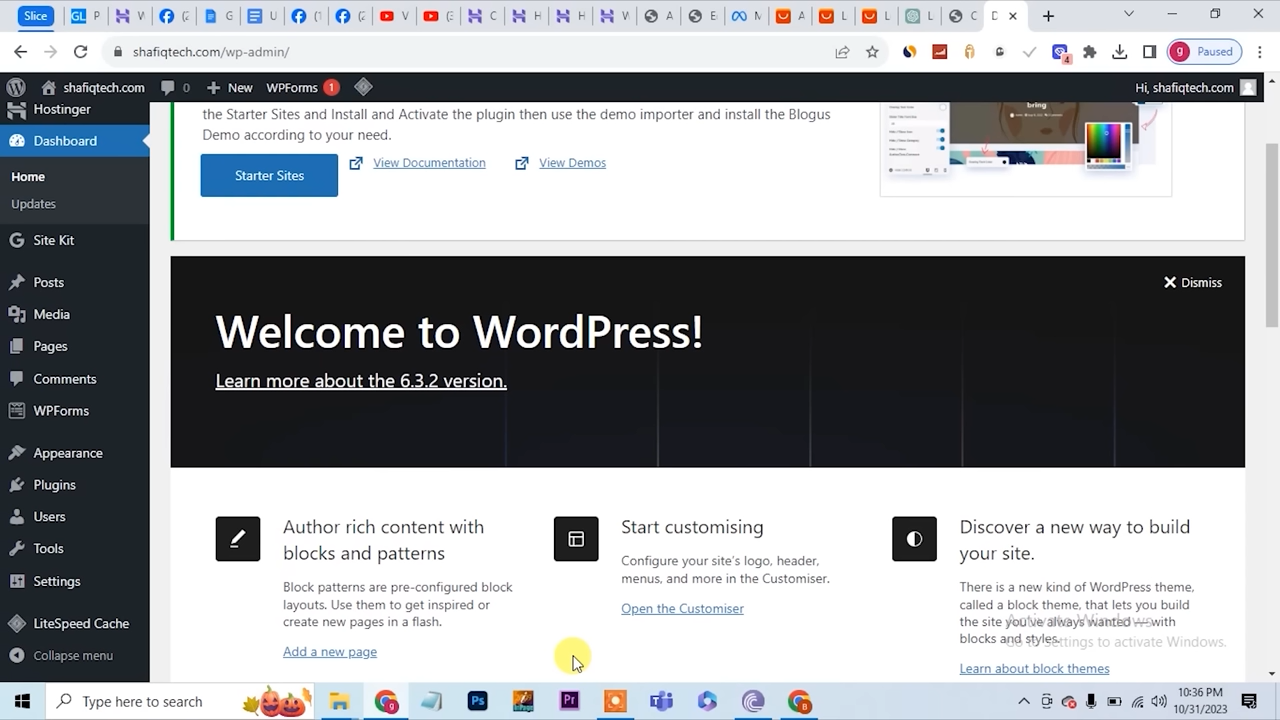 Slice
GL
V
(
G
U
(
(
(
C
H
H
V
A
E
M
A
L
L
L
C
D
shafiqtech.com/wp-admin/
4
g
Paused
shafiqtech.com
0
New
WPForms
1
Hi, shafiqtech.com
Hostinger
Dashboard
Home
Updates
Site Kit
Posts
Media
Pages
Comments
WPForms
Appearance
Plugins
Users
Tools
Settings
LiteSpeed Cache
Collapse menu
the Starter Sites and Install and Activate the plugin then use the demo importer and install the Blogus
Demo according to your need.
Starter Sites
View Documentation
View Demos
bring
Dismiss
Welcome to WordPress!
Learn more about the 6.3.2 version.
Author rich content with
blocks and patterns
Block patterns are pre-configured block
layouts. Use them to get inspired or
create new pages in a flash.
Add a new page
Start customising
Configure your site's logo, header,
menus, and more in the Customiser.
Open the Customiser
Discover a new way to build
your site.
There is a new kind of WordPress theme,
called a block theme, that lets you build
the site you've always wanted — with
blocks and styles.
Learn about block themes
Activate Windows
Go to Settings to activate Windows.
Type here to search
Ps
Pr
g
B
10:36 PM
10/31/2023